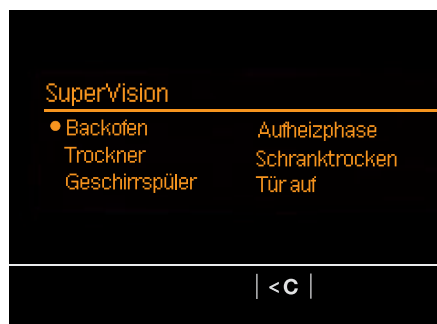 SuperVision
• Backofen Aufheizphase
Trockner Schranktrocken
Geschirrspüler Tür auf
| <C |